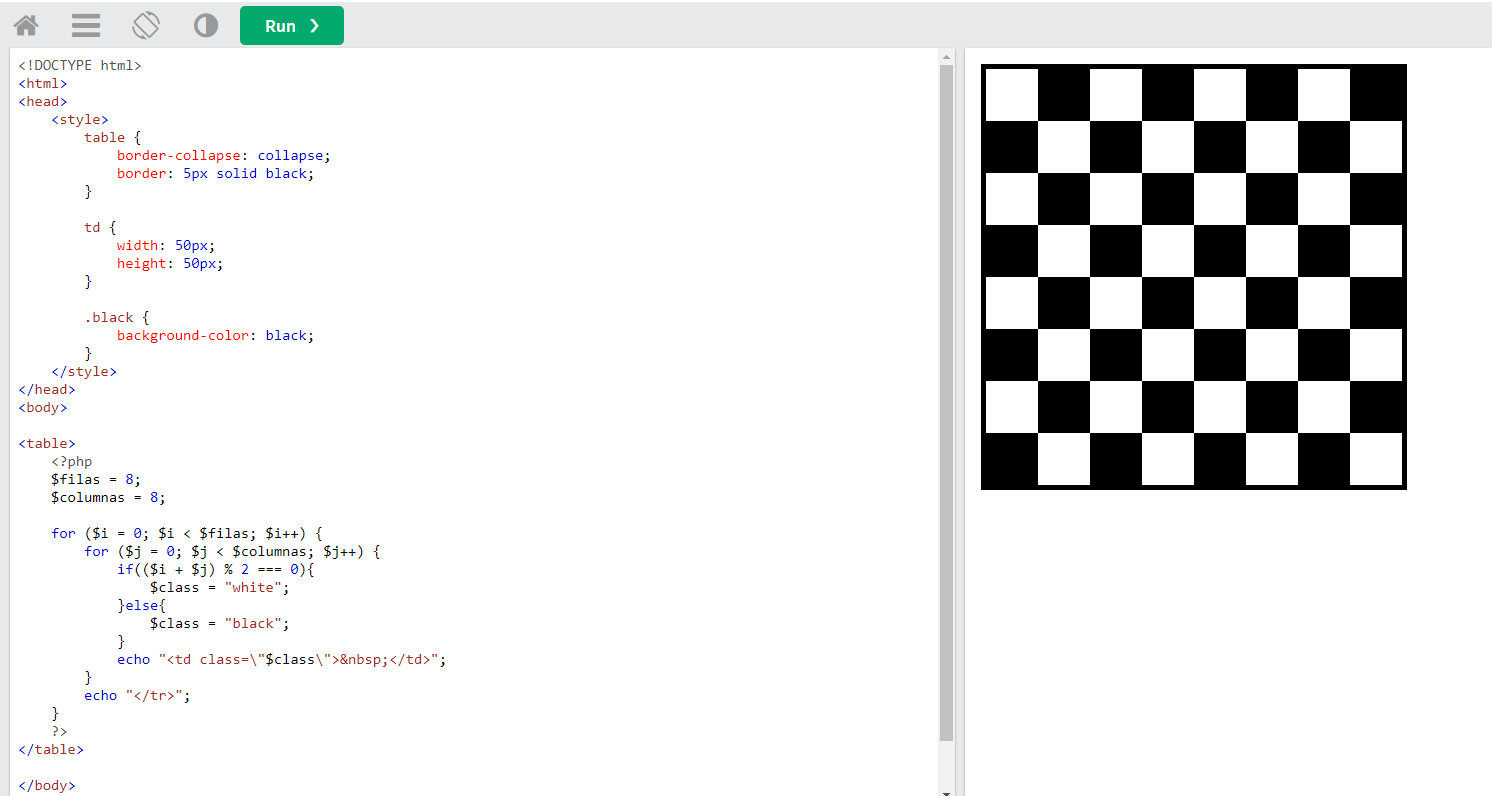 Run ❯
<!DOCTYPE html>
<html>
<head>
    <style>
        table {
            border-collapse: collapse;
            border: 5px solid black;
        }

        td {
            width: 50px;
            height: 50px;
        }

        .black {
            background-color: black;
        }
    </style>
</head>
<body>

<table>
    <?php
    $filas = 8;
    $columnas = 8;

    for ($i = 0; $i < $filas; $i++) {
        for ($j = 0; $j < $columnas; $j++) {
            if(($i + $j) % 2 === 0){
                $class = "white";
            }else{
                $class = "black";
            }
            echo "<td class=\"$class\">&nbsp;</td>";
        }
        echo "</tr>";
    }
    ?>
</table>

</body>